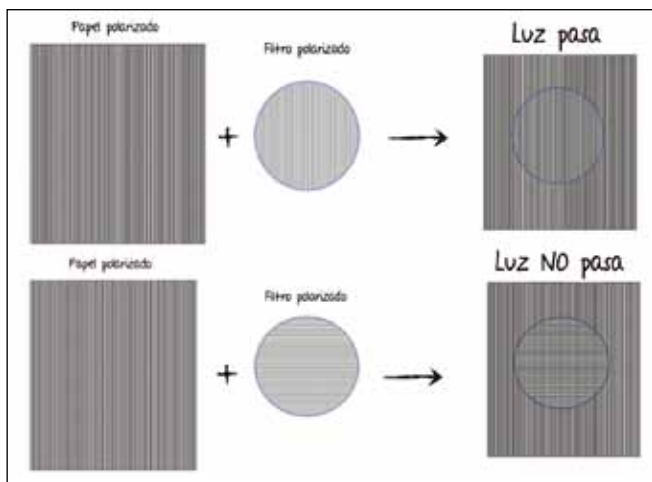 Papel polarizado
Filtro polarizado
Luz pasa
Papel polarizado
Filtro polarizado
Luz NO pasa